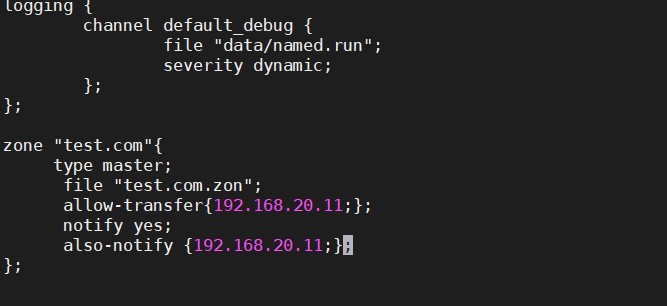 logging {
        channel default_debug {
                file "data/named.run";
                severity dynamic;
        };
};

zone "test.com"{
     type master;
      file "test.com.zon";
      allow-transfer{192.168.20.11;};
      notify yes;
      also-notify {192.168.20.11;};
};